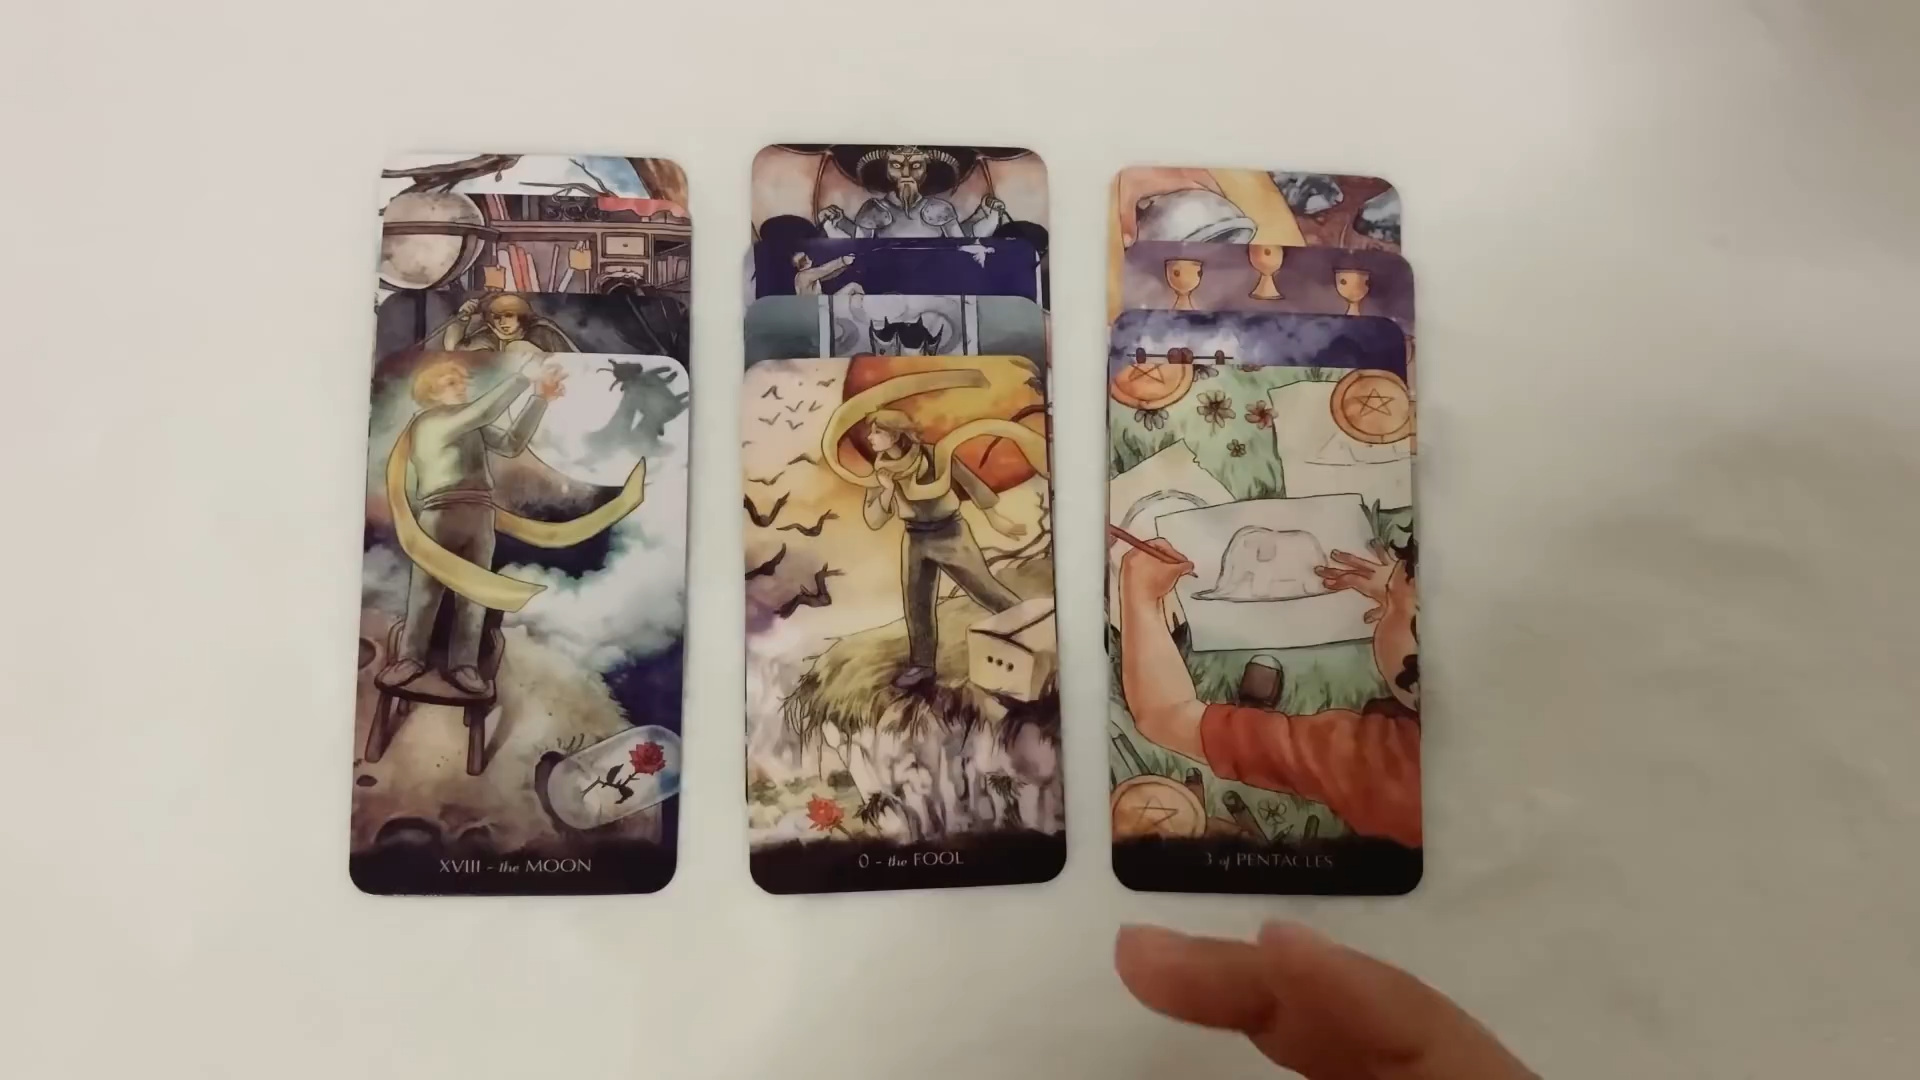 XVIII - the MOON
0 - the FOOL
3 of PENTACLES